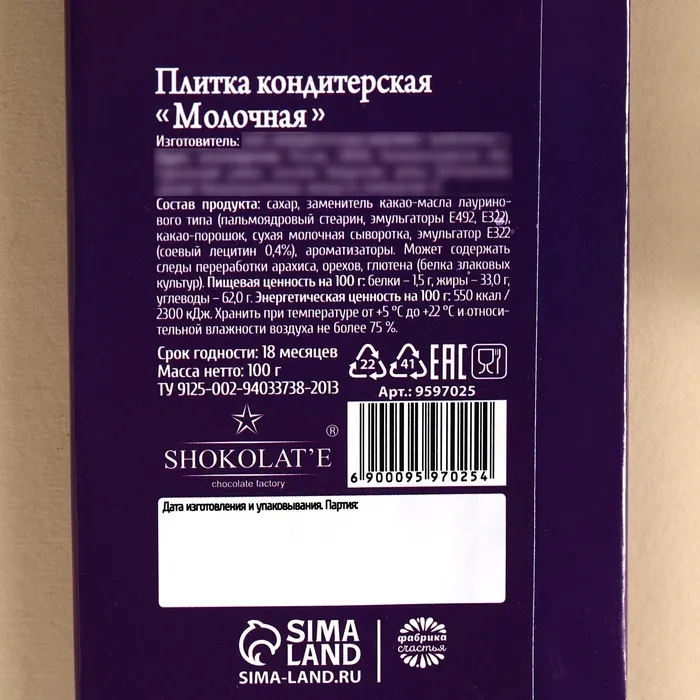 Плитка кондитерская
«Молочная»
Изготовитель:
Состав продукта: сахар, заменитель какао-масла лаурино-
вого типа (пальмоядровый стеарин, эмульгаторы Е492, Е322),
какао-порошок, сухая молочная сыворотка, эмульгатор Е322
(соевый лецитин 0,4%), ароматизаторы. Может содержать
следы переработки арахиса, орехов, глютена (белка злаковых
культур). Пищевая ценность на 100 г: белки – 1,5 г, жиры – 33,0 г,
углеводы – 62,0 г. Энергетическая ценность на 100 г: 550 ккал /
2300 кДж. Хранить при температуре от +5 °С до +22 °С и относи-
тельной влажности воздуха не более 75 %.
Срок годности: 18 месяцев
Масса нетто: 100 г
ТУ 9125-002-94033738-2013
22 41 EAC
Арт.: 9597025
SHOKOLAT'E ®
chocolate factory
6 900095 970254
Дата изготовления и упаковывания. Партия:
SIMA
LAND
SIMA-LAND.RU
фабрика
счастья